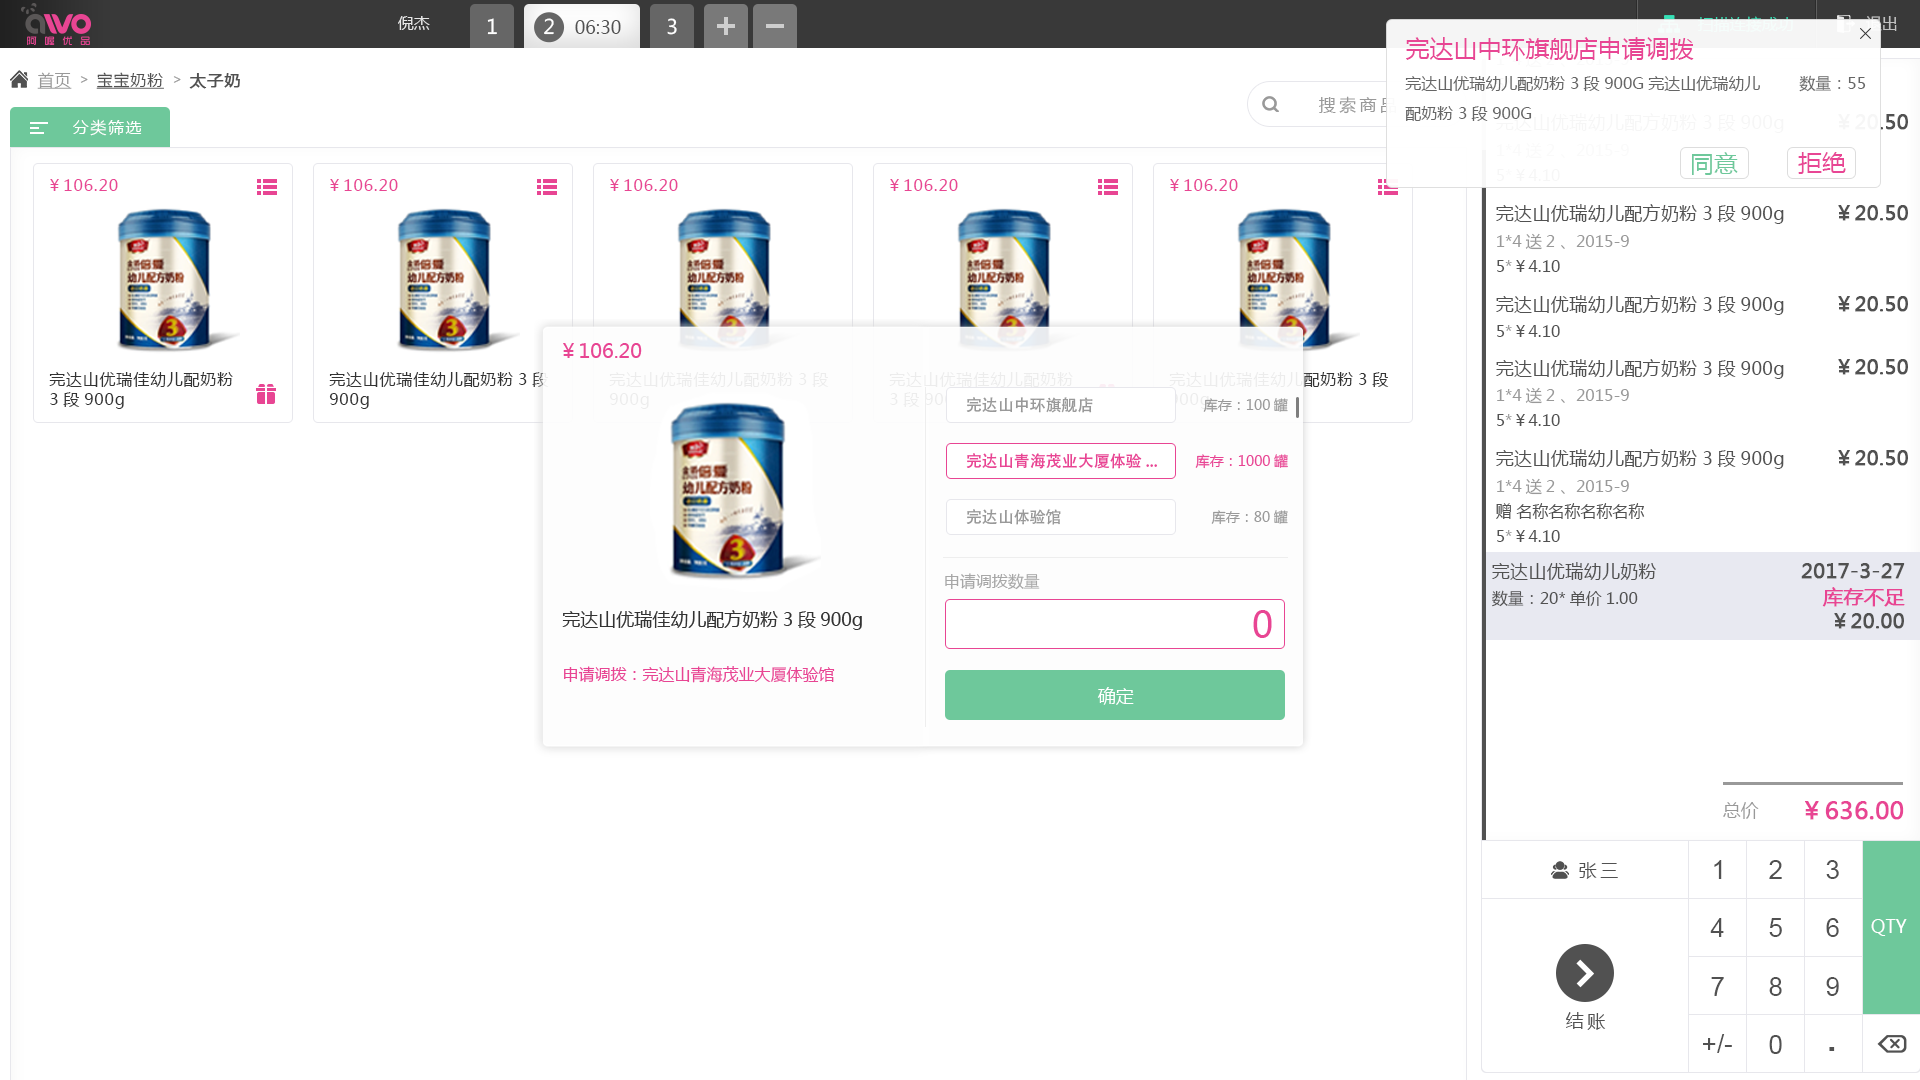 avvo
阿喔优品
倪杰
1
2 06:30
3
退出
首页 > 宝宝奶粉 > 太子奶
分类筛选
搜索商品
完达山中环旗舰店申请调拨
完达山优瑞幼儿配奶粉 3 段 900G 完达山优瑞幼儿 数量：55
配奶粉 3 段 900G
同意 拒绝
完达山优瑞幼儿配方奶粉 3 段 900g ¥ 20.50
¥ 106.20
¥ 106.20
¥ 106.20
¥ 106.20
¥ 106.20
完达山优瑞佳幼儿配奶粉
3 段 900g
完达山优瑞佳幼儿配奶粉 3 段
900g
完达山优瑞佳幼儿配奶粉 3 段
900g
完达山优瑞佳幼儿配奶粉
3 段 900g
完达山优瑞佳幼儿配奶粉 3 段
900g
¥ 106.20
倍爱
幼儿配方奶粉
3
完达山优瑞佳幼儿配方奶粉 3 段 900g
申请调拨：完达山青海茂业大厦体验馆
完达山中环旗舰店 库存：100 罐
完达山青海茂业大厦体验 ... 库存：1000 罐
完达山体验馆 库存：80 罐
申请调拨数量
0
确定
完达山优瑞幼儿配方奶粉 3 段 900g ¥ 20.50
1*4 送 2 、2015-9
5* ¥ 4.10
完达山优瑞幼儿配方奶粉 3 段 900g ¥ 20.50
5* ¥ 4.10
完达山优瑞幼儿配方奶粉 3 段 900g ¥ 20.50
1*4 送 2 、2015-9
5* ¥ 4.10
完达山优瑞幼儿配方奶粉 3 段 900g ¥ 20.50
1*4 送 2 、2015-9
赠 名称名称名称名称
5* ¥ 4.10
完达山优瑞幼儿奶粉 2017-3-27
数量：20* 单价 1.00 库存不足
¥ 20.00
总价 ¥ 636.00
张三
结账
1 2 3
4 5 6
7 8 9
+/- 0 .
QTY